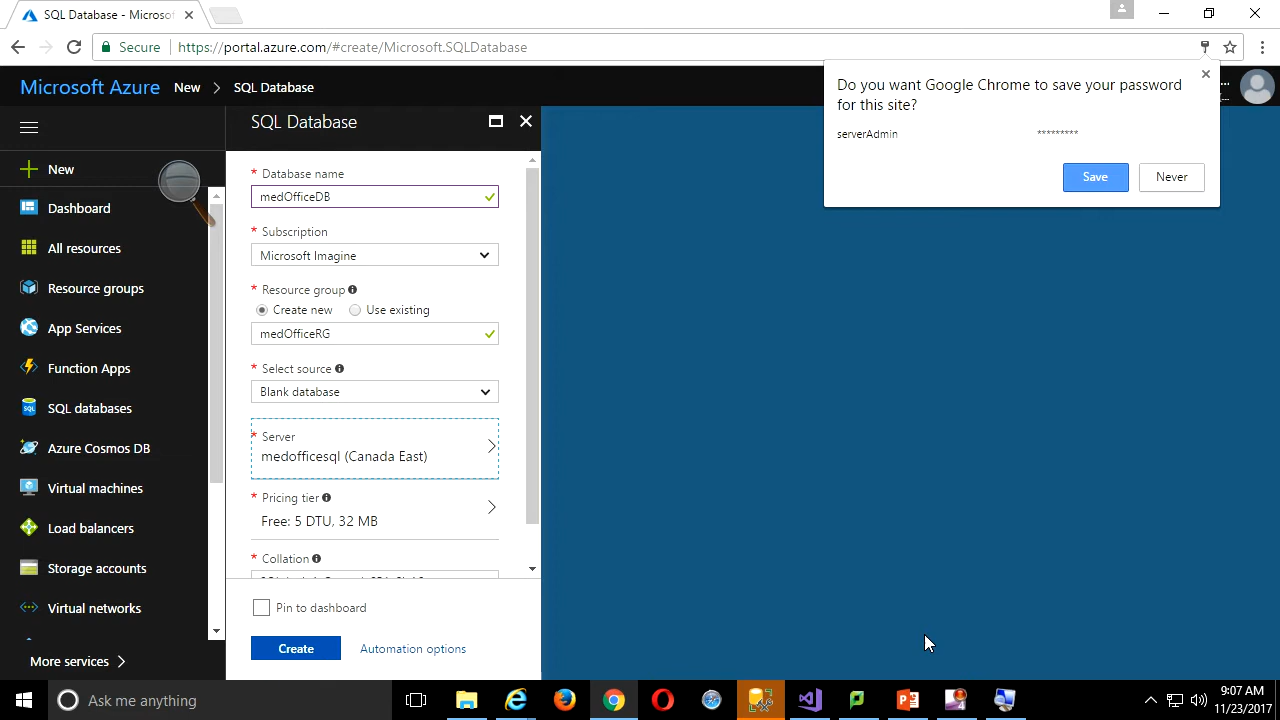 SQL Database - Microso
Secure
https://portal.azure.com/#create/Microsoft.SQLDatabase
Microsoft Azure New SQL Database
Do you want Google Chrome to save your password
for this site?
serverAdmin *********
Save Never
New
Dashboard
All resources
Resource groups
App Services
Function Apps
SQL databases
Azure Cosmos DB
Virtual machines
Load balancers
Storage accounts
Virtual networks
More services
SQL Database
* Database name
medOfficeDB
* Subscription
Microsoft Imagine
* Resource group
Create new Use existing
medOfficeRG
* Select source
Blank database
* Server
medofficesql (Canada East)
* Pricing tier
Free: 5 DTU, 32 MB
* Collation
Pin to dashboard
Create Automation options
Ask me anything
9:07 AM
11/23/2017